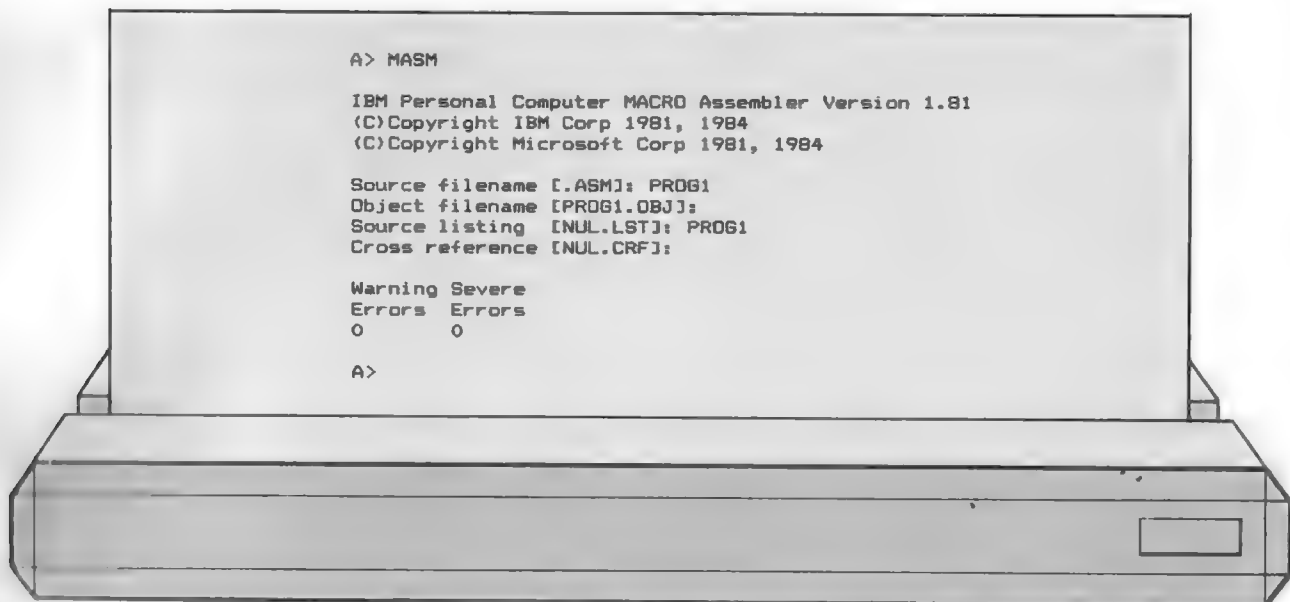 A> MASM
IBM Personal Computer MACRO Assembler Version 1.81
(C)Copyright IBM Corp 1981, 1984
(C)Copyright Microsoft Corp 1981, 1984
Source filename [.ASM]: PROG1
Object filename [PROG1.OBJ]:
Source listing [NUL.LST]: PROG1
Cross reference [NUL.CRF]:
Warning Severe
Errors Errors
0 0
A>